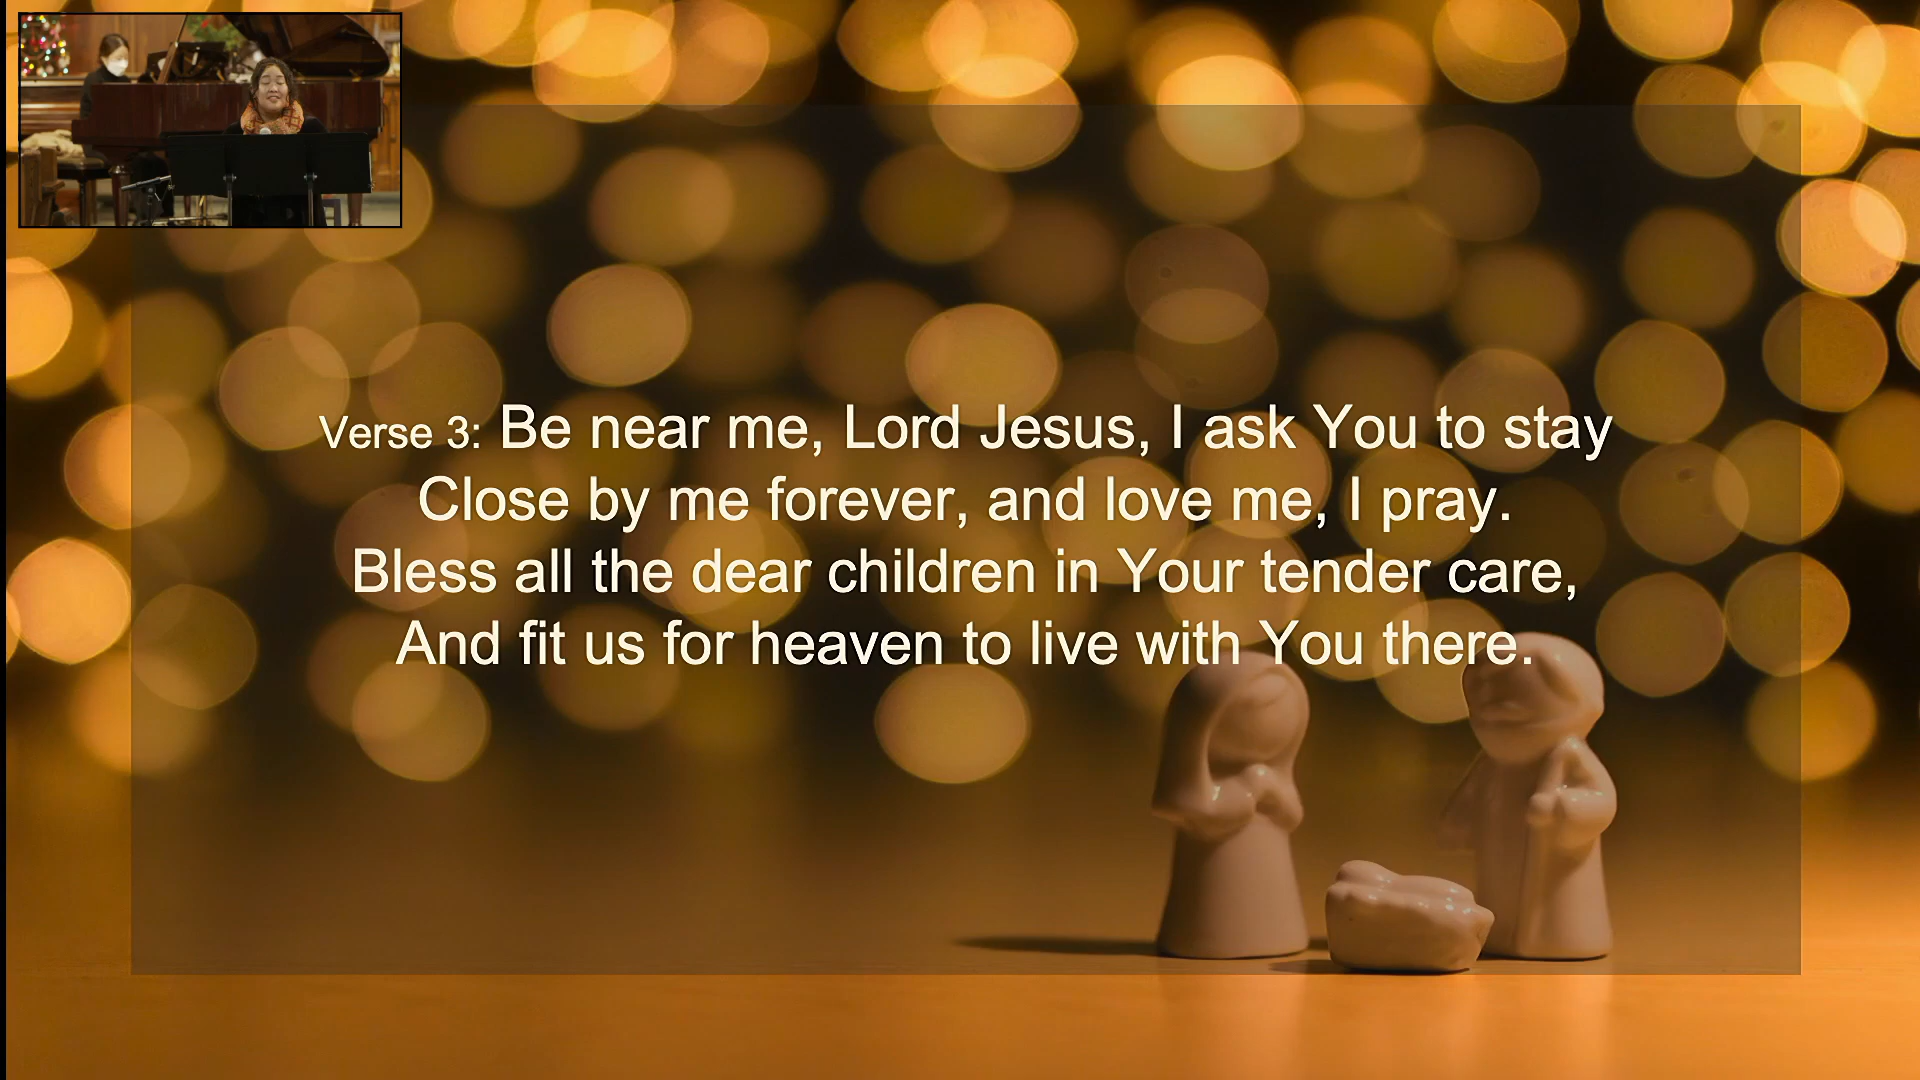 Verse 3: Be near me, Lord Jesus, I ask You to stay
Close by me forever, and love me, I pray.
Bless all the dear children in Your tender care,
And fit us for heaven to live with You there.